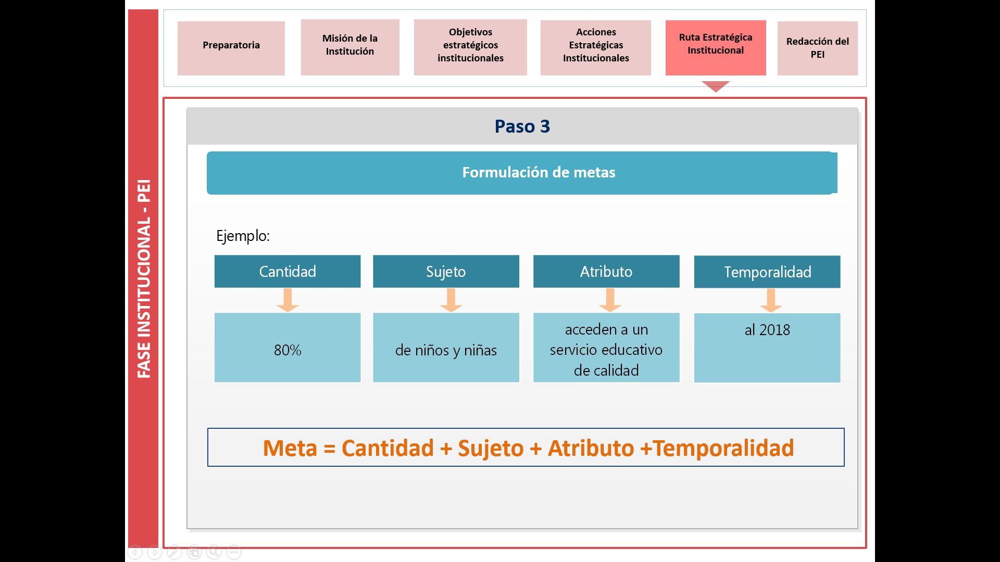 FASE INSTITUCIONAL - PEI
Preparatoria
Misión de la
Institución
Objetivos
estratégicos
institucionales
Acciones
Estratégicas
Institucionales
Ruta Estratégica
Institucional
Redacción del
PEI
Paso 3
Formulación de metas
Ejemplo:
Cantidad
Sujeto
Atributo
Temporalidad
80%
de niños y niñas
acceden a un
servicio educativo
de calidad
al 2018
Meta = Cantidad + Sujeto + Atributo +Temporalidad